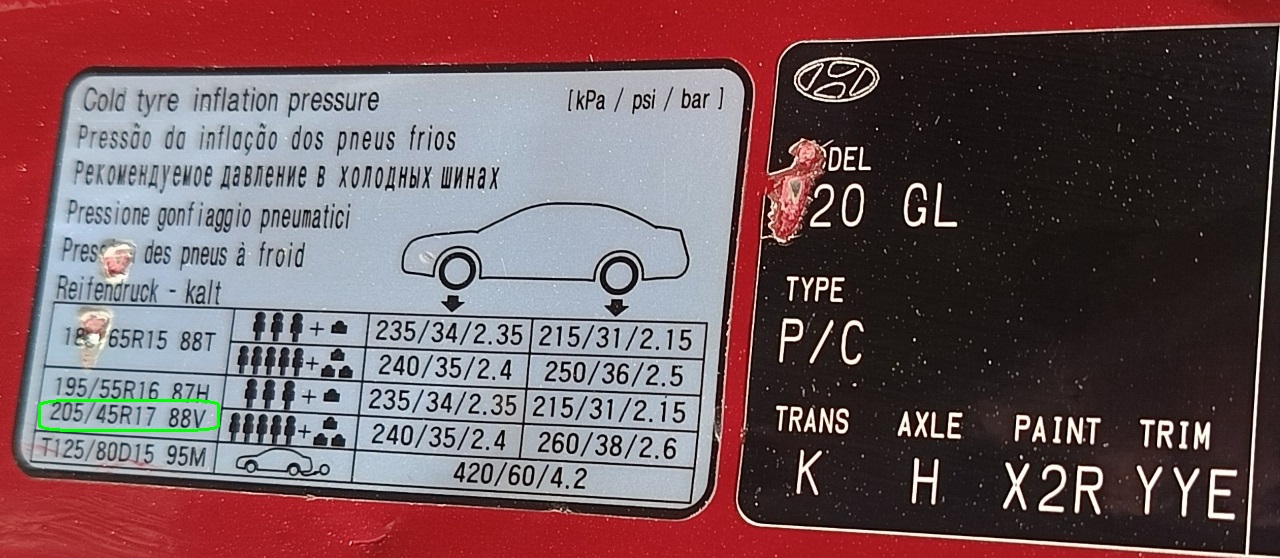 Cold tyre inflation pressure [kPa / psi / bar ]
Pressão da inflação dos pneus frios
Рекомендуемое давление в холодных шинах
Pressione gonfiaggio pneumatici
des pneus à froid
Reifendruck - kalt
65R15 88T 235/34/2.35 215/31/2.15
240/35/2.4 250/36/2.5
195/55R16 87H 235/34/2.35 215/31/2.15
205/45R17 88V
240/35/2.4 260/38/2.6
T125/80D15 95M 420/60/4.2
20 GL
TYPE
P/C
TRANS AXLE PAINT TRIM
K H X2R YYE